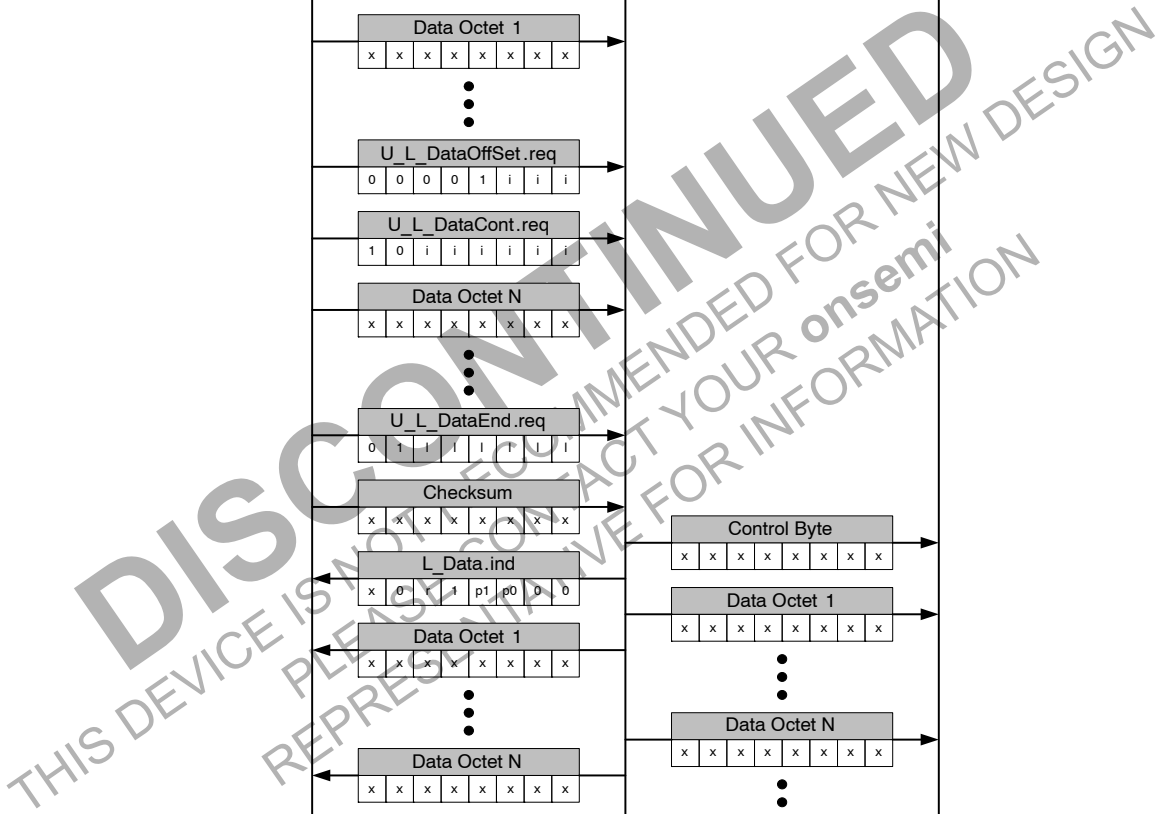 Data Octet 1
x x x x x x x x
U_L_DataOffSet.req
0 0 0 0 1 i i i
U_L_DataCont.req
1 0 i i i i i i
Data Octet N
x x x x x x x x
U_L_DataEnd.req
0 1 l l l l l l
Checksum
x x x x x x x x
L_Data.ind
x 0 r 1 p1 p0 0 0
Data Octet 1
x x x x x x x x
Data Octet N
x x x x x x x x
Control Byte
x x x x x x x x
Data Octet 1
x x x x x x x x
Data Octet N
x x x x x x x x
DISCONTINUED
THIS DEVICE IS NOT RECOMMENDED FOR NEW DESIGN
PLEASE CONTACT YOUR onsemi
REPRESENTATIVE FOR INFORMATION